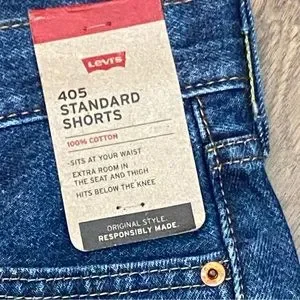 Levi's
405
STANDARD
SHORTS
100% COTTON
SITS AT YOUR WAIST
EXTRA ROOM IN
THE SEAT AND THIGH
HITS BELOW THE KNEE
ORIGINAL STYLE.
RESPONSIBLY MADE.